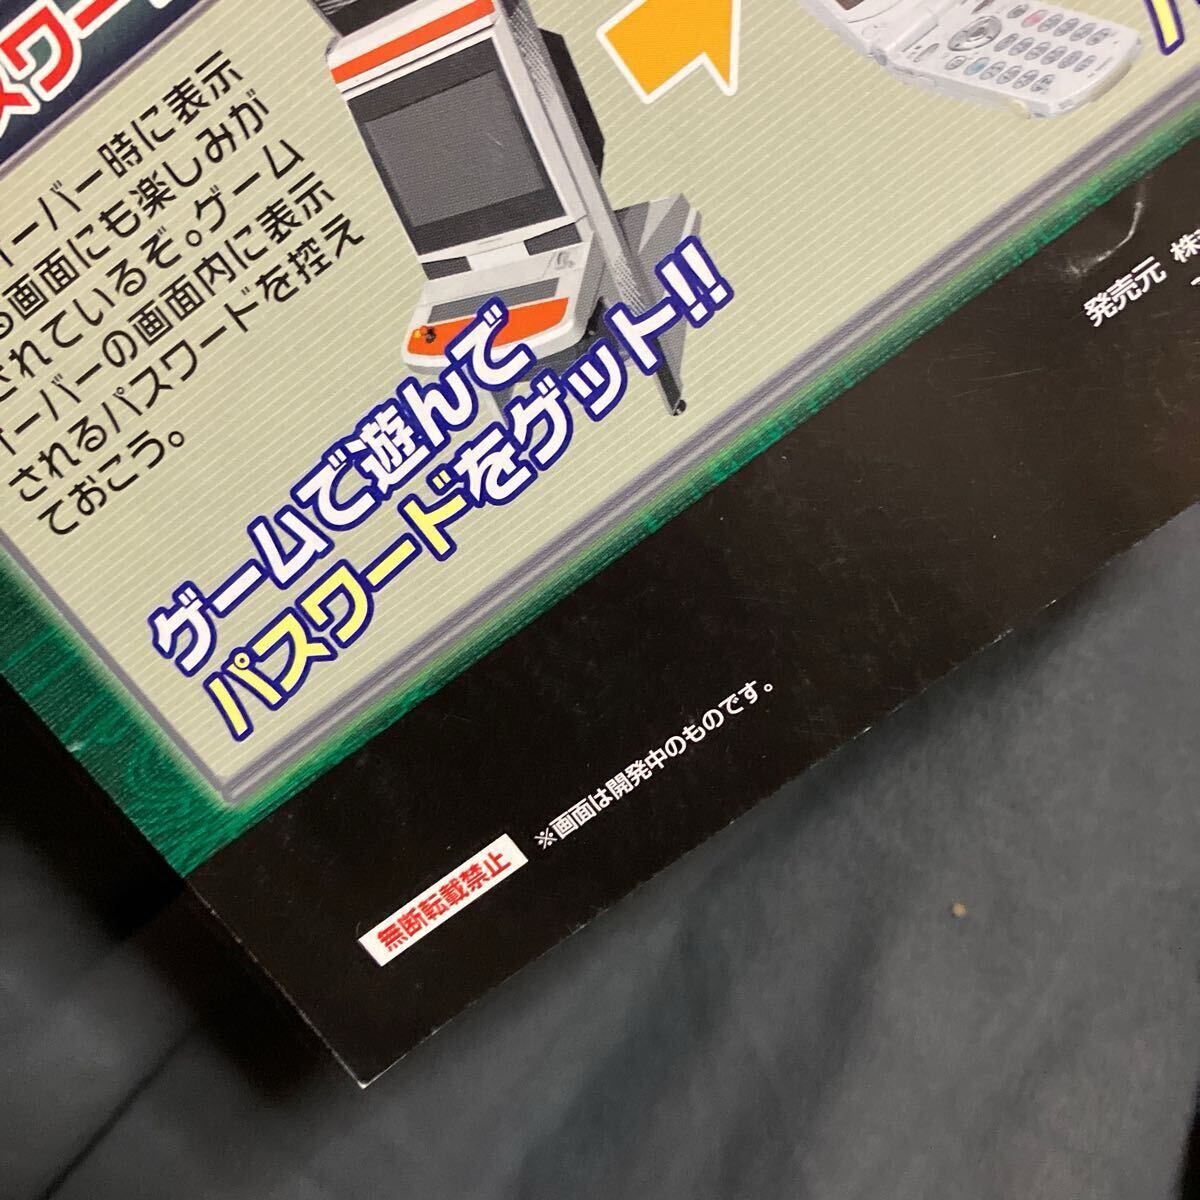 スワード
ーバー時に表示
る画面にも楽しみが
されているぞ。ゲーム
ーバーの画面内に表示
されるパスワードを控え
ておこう。
ゲームで遊んで
パスワードをゲット!!
発売元 株
※画面は開発中のものです。
無断転載禁止